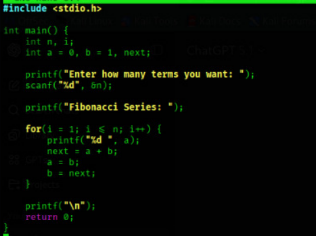 #include <stdio.h>
int main() {
    int n, i;
    int a = 0, b = 1, next;
    printf("Enter how many terms you want: ");
    scanf("%d", &n);
    printf("Fibonacci Series: ");
    for(i = 1; i ≤ n; i++) {
        printf("%d ", a);
        next = a + b;
        a = b;
        b = next;
    }
    printf("\n");
    return 0;
}